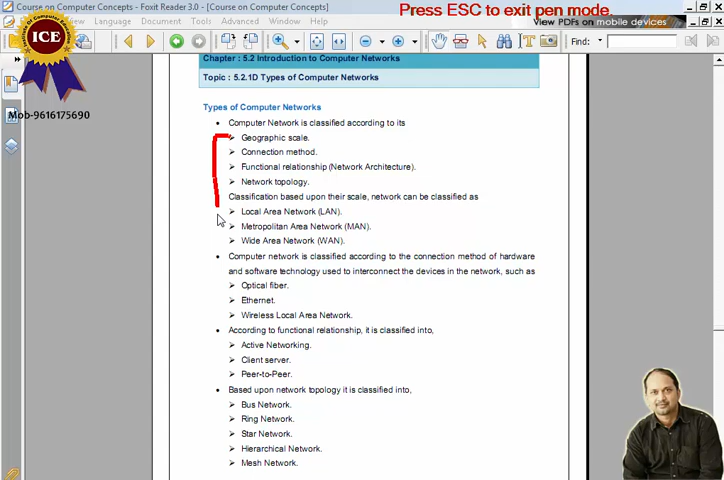 Course on Computer Concepts - Foxit Reader 3.0 - [Course on Computer Concepts]
Press ESC to exit pen mode.
View Language Document Tools Advanced Window Help
View PDFs on mobile devices
ICE
Find:
Mob-9616175690
Chapter : 5.2 Introduction to Computer Networks
Topic : 5.2.1D Types of Computer Networks
Types of Computer Networks
• Computer Network is classified according to its
➢ Geographic scale.
➢ Connection method.
➢ Functional relationship (Network Architecture).
➢ Network topology.
Classification based upon their scale, network can be classified as
➢ Local Area Network (LAN).
➢ Metropolitan Area Network (MAN).
➢ Wide Area Network (WAN).
• Computer network is classified according to the connection method of hardware
and software technology used to interconnect the devices in the network, such as
➢ Optical fiber.
➢ Ethernet.
➢ Wireless Local Area Network.
• According to functional relationship, it is classified into,
➢ Active Networking.
➢ Client server.
➢ Peer-to-Peer.
• Based upon network topology it is classified into,
➢ Bus Network.
➢ Ring Network.
➢ Star Network.
➢ Hierarchical Network.
➢ Mesh Network.